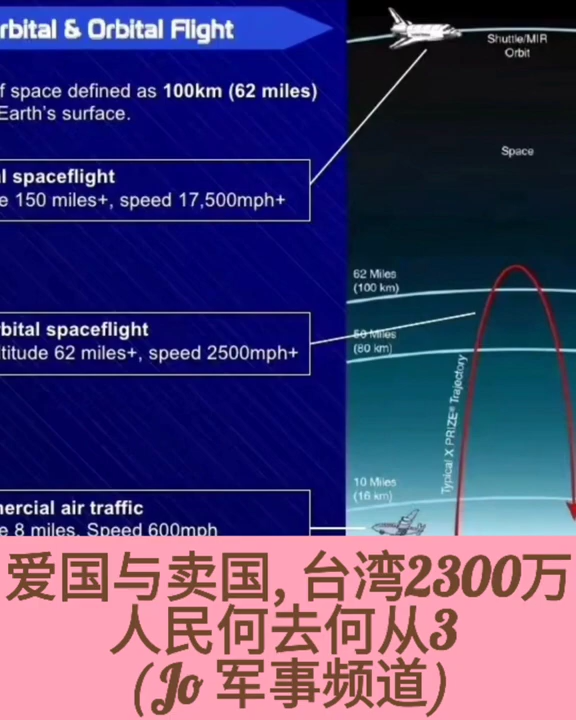 rbital & Orbital Flight
f space defined as 100km (62 miles)
Earth's surface.
l spaceflight
e 150 miles+, speed 17,500mph+
bital spaceflight
titude 62 miles+, speed 2500mph+
ercial air traffic
e 8 miles, Speed 600mph
Shuttle/MIR
Orbit
Space
62 Miles
(100 km)
50 Miles
(80 km)
Typical X PRIZE® Trajectory
10 Miles
(16 km)
爱国与卖国, 台湾2300万
人民何去何从3
(Jo 军事频道)